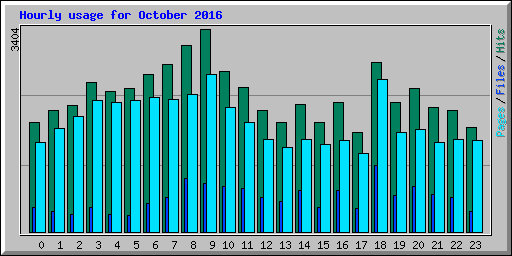 Hourly usage for October 2016
3404
Pages/Files/Hits
0 1 2 3 4 5 6 7 8 9 10 11 12 13 14 15 16 17 18 19 20 21 22 23